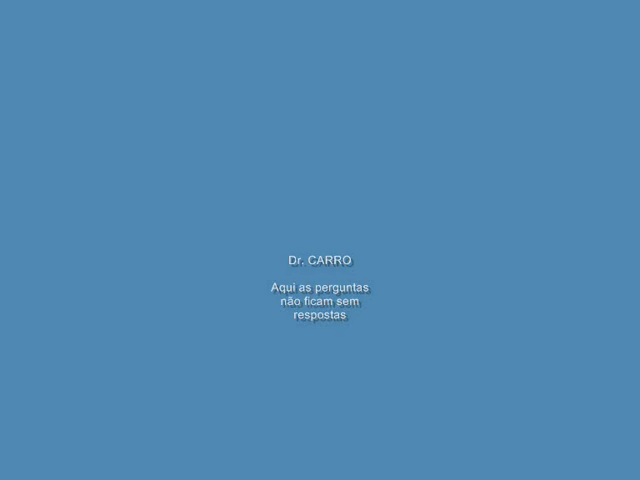 Dr. CARRO
Aqui as perguntas
não ficam sem
respostas